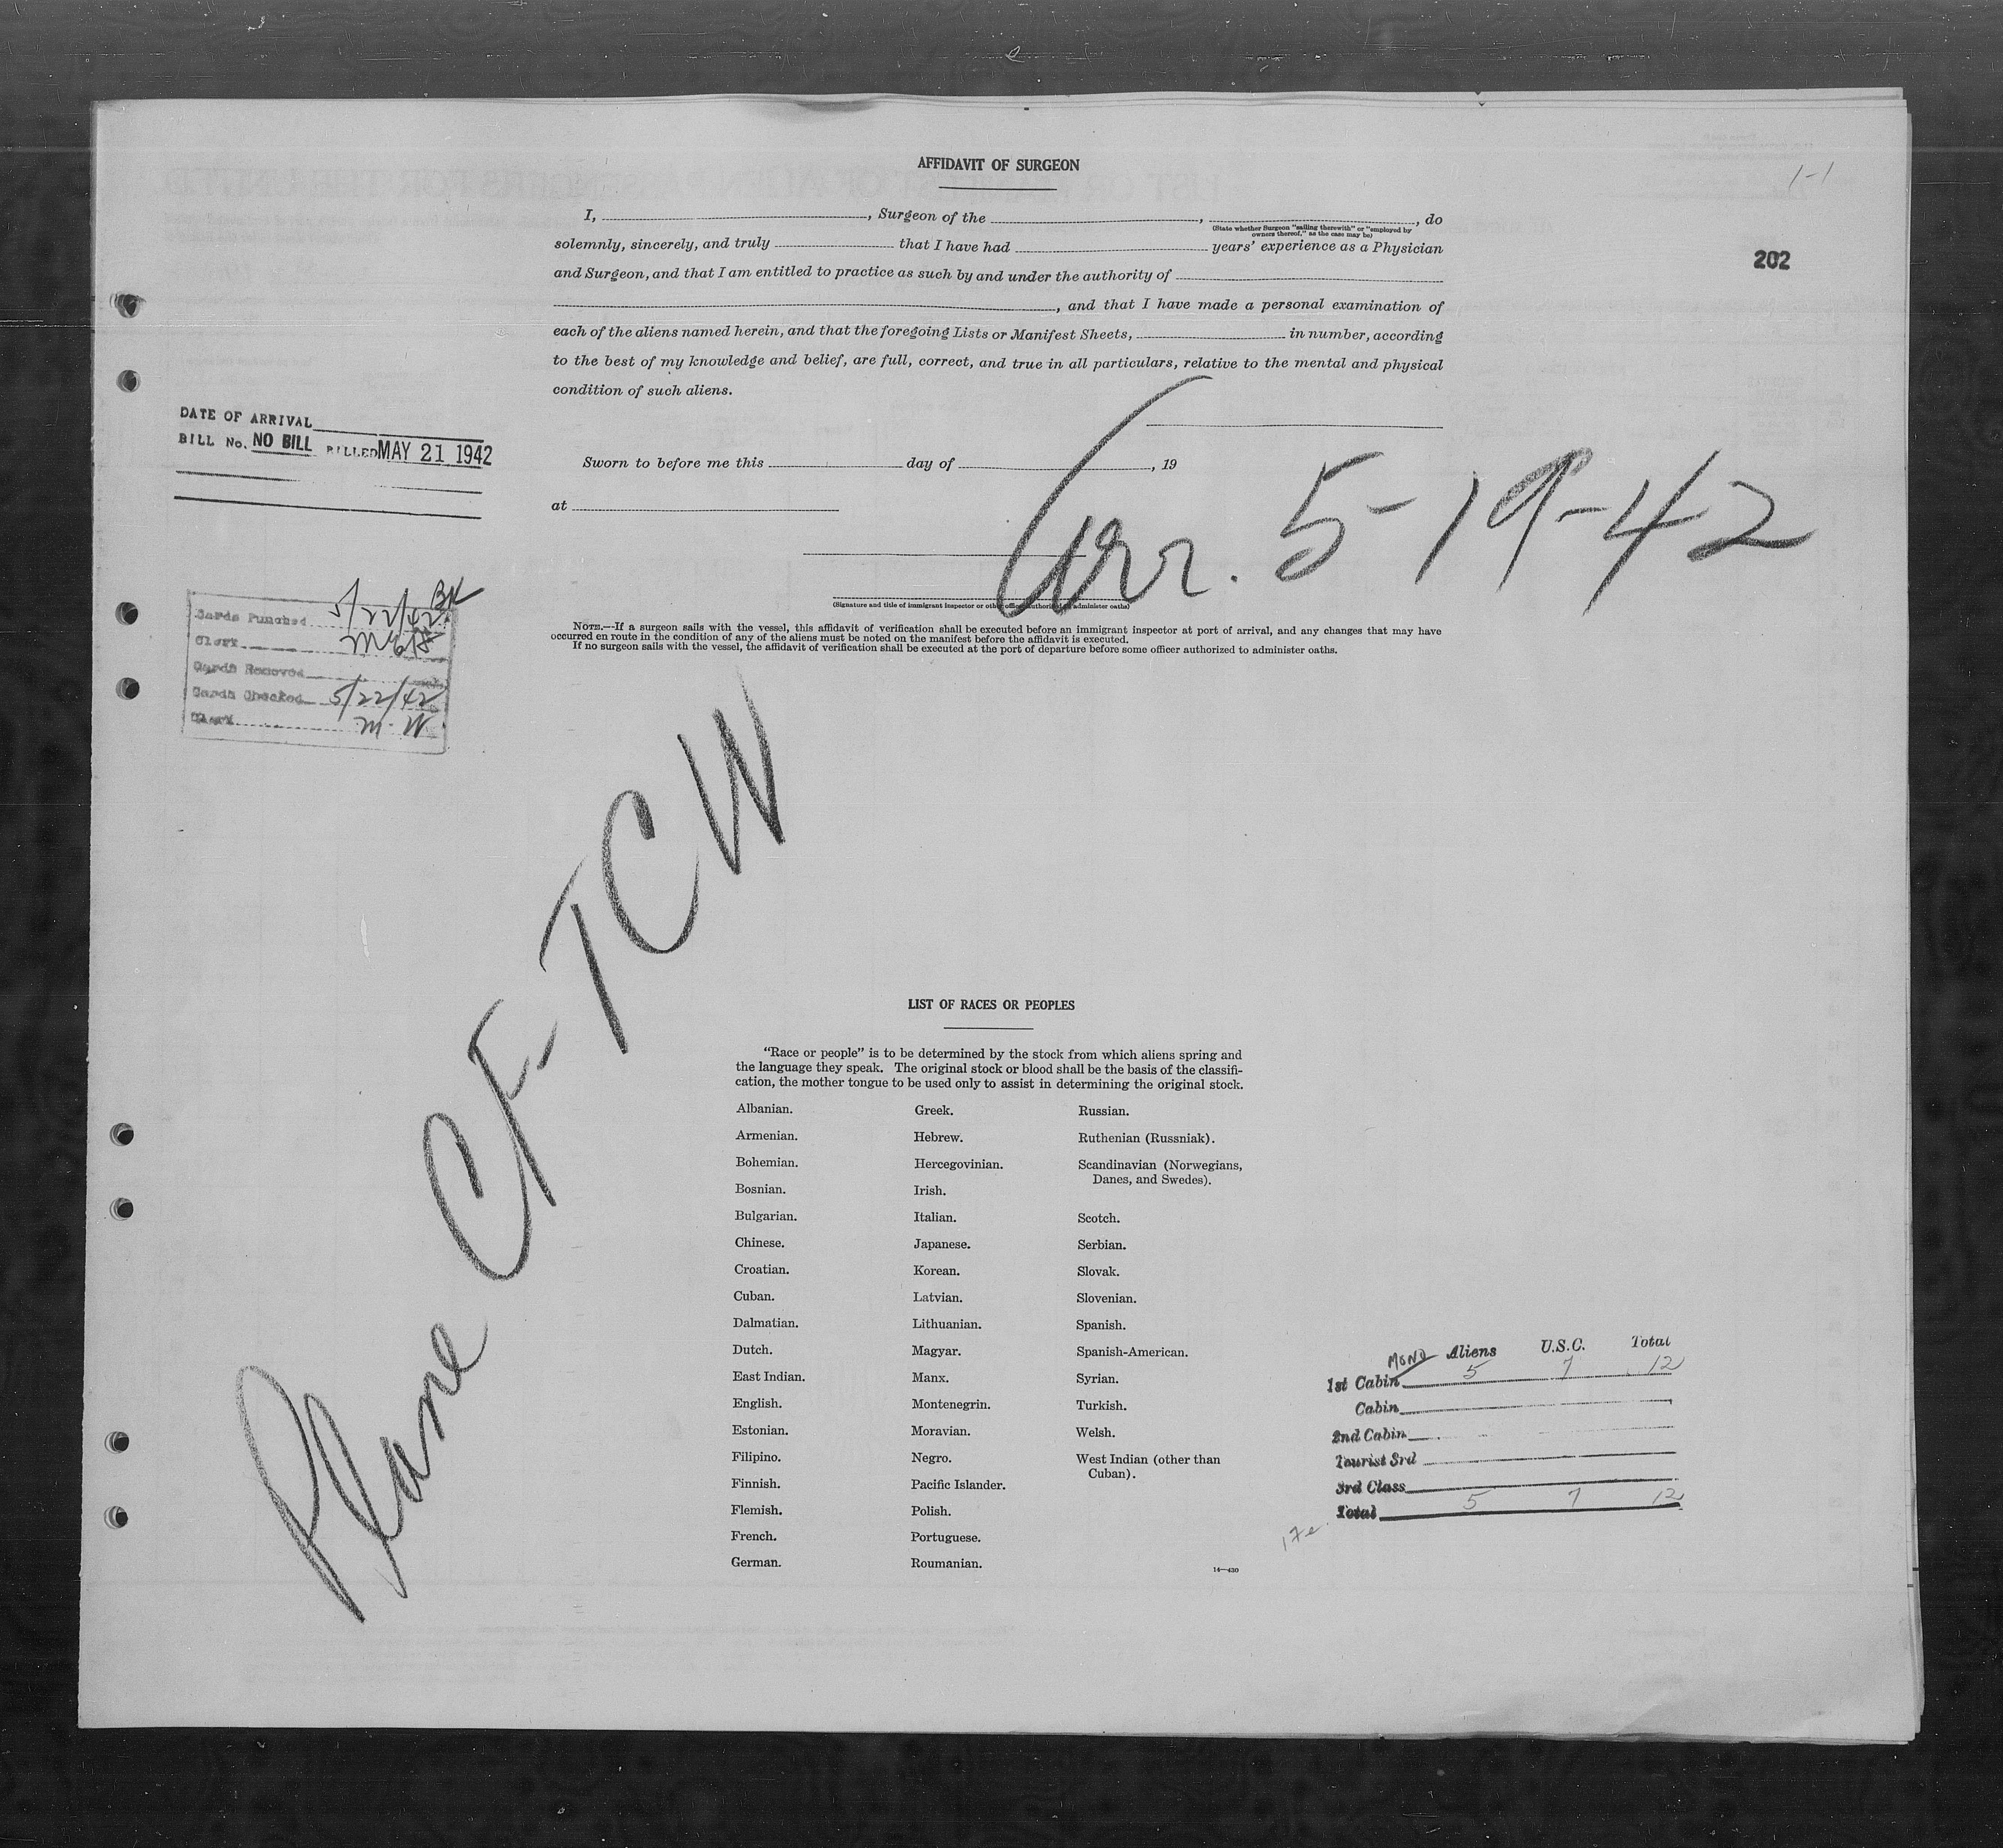 AFFIDAVIT OF SURGEON
1-1
I, , Surgeon of the , , do
(State whether Surgeon "sailing therewith" or "employed by
owners thereof," as the case may be)
solemnly, sincerely, and truly that I have had years' experience as a Physician
202
and Surgeon, and that I am entitled to practice as such by and under the authority of
, and that I have made a personal examination of
each of the aliens named herein, and that the foregoing Lists or Manifest Sheets, in number, according
to the best of my knowledge and belief, are full, correct, and true in all particulars, relative to the mental and physical
condition of such aliens.
DATE OF ARRIVAL
BILL No. NO BILL BILLED MAY 21 1942
Sworn to before me this day of , 19
at
Arr. 5-19-42
(Signature and title of immigrant inspector or other officer authorized to administer oaths)
NOTE.—If a surgeon sails with the vessel, this affidavit of verification shall be executed before an immigrant inspector at port of arrival, and any changes that may have
occurred en route in the condition of any of the aliens must be noted on the manifest before the affidavit is executed.
If no surgeon sails with the vessel, the affidavit of verification shall be executed at the port of departure before some officer authorized to administer oaths.
Cards Punched 5/22/42
Clerk
Cards Removed
Cards Checked 5/22/42
Clerk M. W.
Plane CF-TCW
LIST OF RACES OR PEOPLES
"Race or people" is to be determined by the stock from which aliens spring and
the language they speak. The original stock or blood shall be the basis of the classifi-
cation, the mother tongue to be used only to assist in determining the original stock.
Albanian.
Armenian.
Bohemian.
Bosnian.
Bulgarian.
Chinese.
Croatian.
Cuban.
Dalmatian.
Dutch.
East Indian.
English.
Estonian.
Filipino.
Finnish.
Flemish.
French.
German.
Greek.
Hebrew.
Hercegovinian.
Irish.
Italian.
Japanese.
Korean.
Latvian.
Lithuanian.
Magyar.
Manx.
Montenegrin.
Moravian.
Negro.
Pacific Islander.
Polish.
Portuguese.
Roumanian.
Russian.
Ruthenian (Russniak).
Scandinavian (Norwegians,
Danes, and Swedes).
Scotch.
Serbian.
Slovak.
Slovenian.
Spanish.
Spanish-American.
Syrian.
Turkish.
Welsh.
West Indian (other than
Cuban).
Aliens U.S.C. Total
1st Cabin 5 7 12
Cabin
2nd Cabin
Tourist 3rd
3rd Class
Total 5 7 12